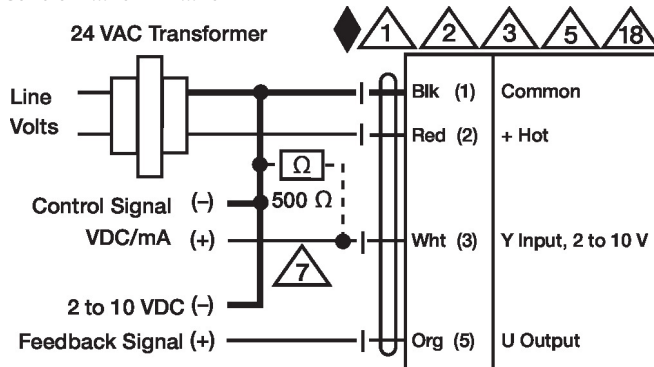 24 VAC Transformer
1 2 3 5 18
Line
Volts
Blk (1) Common
Red (2) + Hot
Ω
500 Ω
Control Signal (-)
VDC/mA (+)
Wht (3) Y Input, 2 to 10 V
7
2 to 10 VDC (-)
Feedback Signal (+)
Org (5) U Output